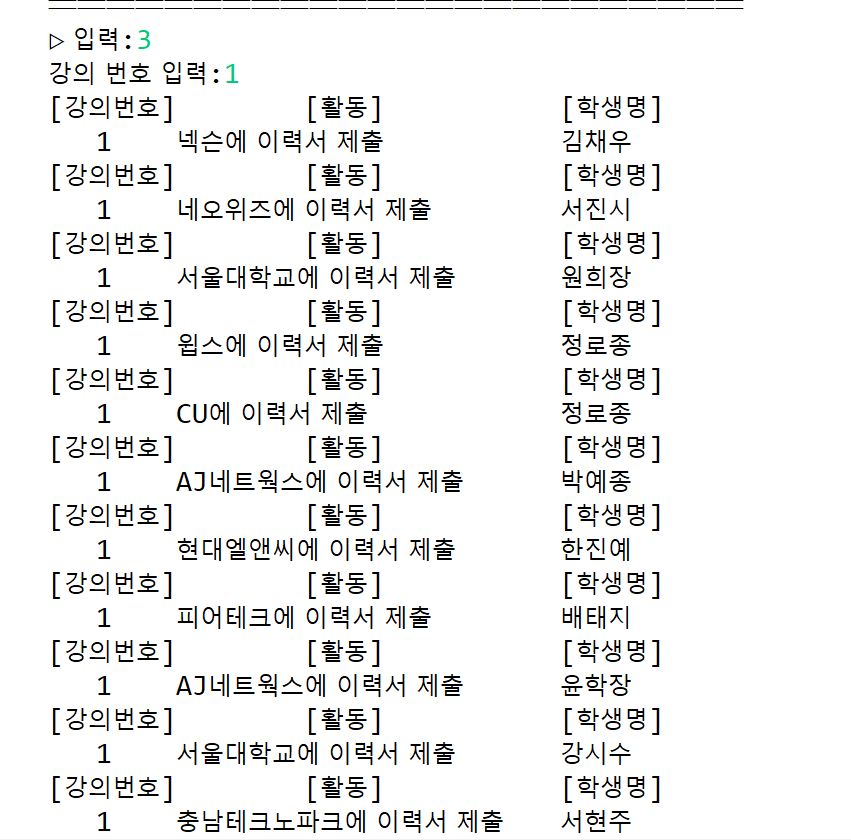 ▷ 입력:3
강의 번호 입력:1
[강의번호] [활동] [학생명]
1 넥슨에 이력서 제출 김채우
[강의번호] [활동] [학생명]
1 네오위즈에 이력서 제출 서진시
[강의번호] [활동] [학생명]
1 서울대학교에 이력서 제출 원희장
[강의번호] [활동] [학생명]
1 윕스에 이력서 제출 정로종
[강의번호] [활동] [학생명]
1 CU에 이력서 제출 정로종
[강의번호] [활동] [학생명]
1 AJ네트웍스에 이력서 제출 박예종
[강의번호] [활동] [학생명]
1 현대엘앤씨에 이력서 제출 한진예
[강의번호] [활동] [학생명]
1 피어테크에 이력서 제출 배태지
[강의번호] [활동] [학생명]
1 AJ네트웍스에 이력서 제출 윤학장
[강의번호] [활동] [학생명]
1 서울대학교에 이력서 제출 강시수
[강의번호] [활동] [학생명]
1 충남테크노파크에 이력서 제출 서현주